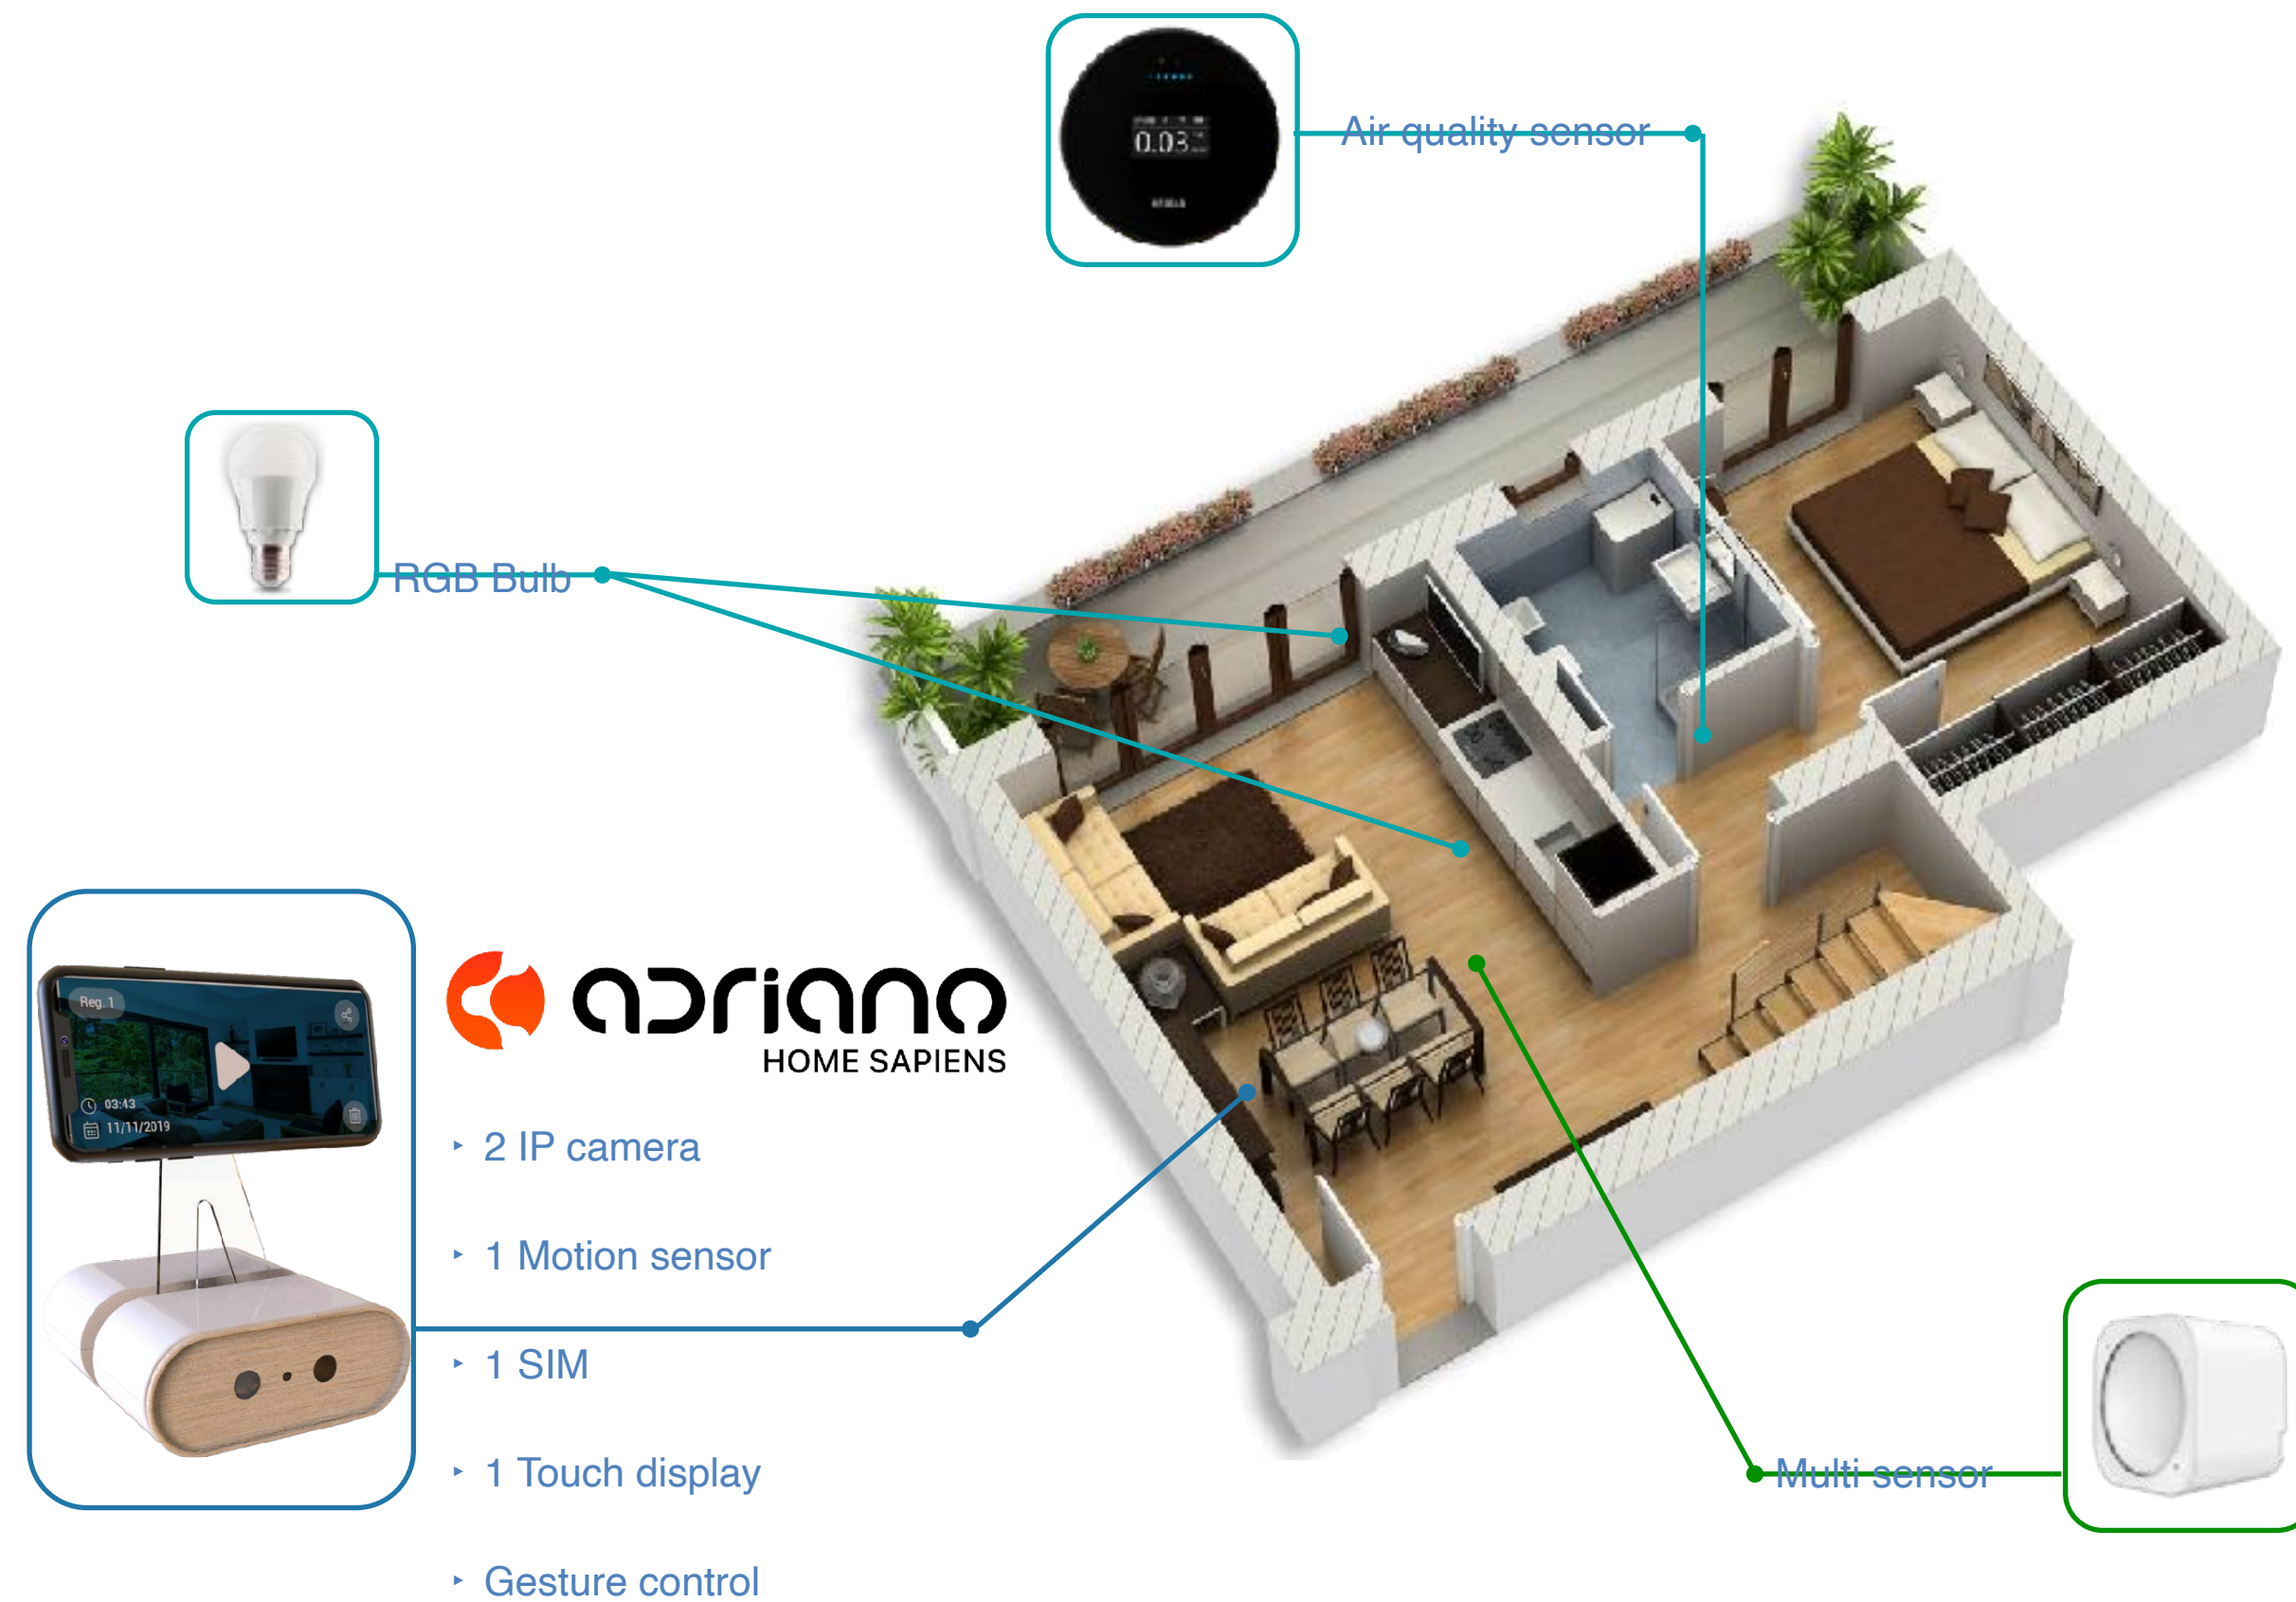 0.03
Air quality sensor
RGB Bulb
Reg. 1
03:43
11/11/2019
adriano
HOME SAPIENS
‣ 2 IP camera
‣ 1 Motion sensor
‣ 1 SIM
‣ 1 Touch display
‣ Gesture control
Multi sensor